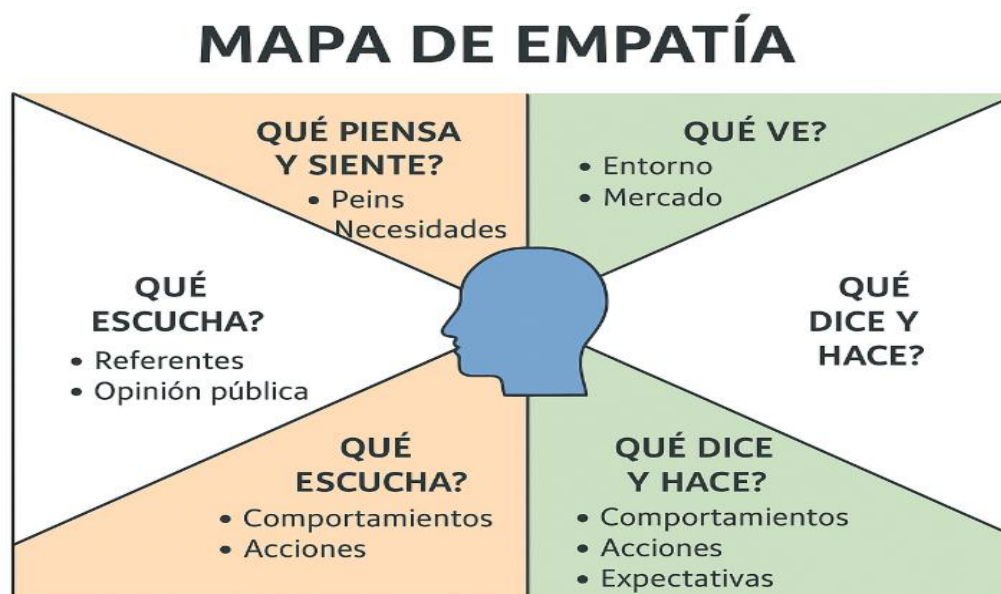 MAPA DE EMPATÍA
QUÉ PIENSA
Y SIENTE?
• Peins
Necesidades
QUÉ VE?
• Entorno
• Mercado
QUÉ
ESCUCHA?
• Referentes
• Opinión pública
QUÉ
DICE Y
HACE?
QUÉ
ESCUCHA?
• Comportamientos
• Acciones
QUÉ DICE
Y HACE?
• Comportamientos
• Acciones
• Expectativas